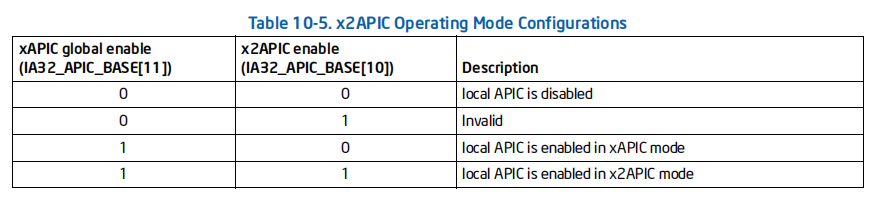 Table 10-5. x2APIC Operating Mode Configurations
xAPIC global enable (IA32_APIC_BASE[11]) x2APIC enable (IA32_APIC_BASE[10]) Description
0 0 local APIC is disabled
0 1 Invalid
1 0 local APIC is enabled in xAPIC mode
1 1 local APIC is enabled in x2APIC mode